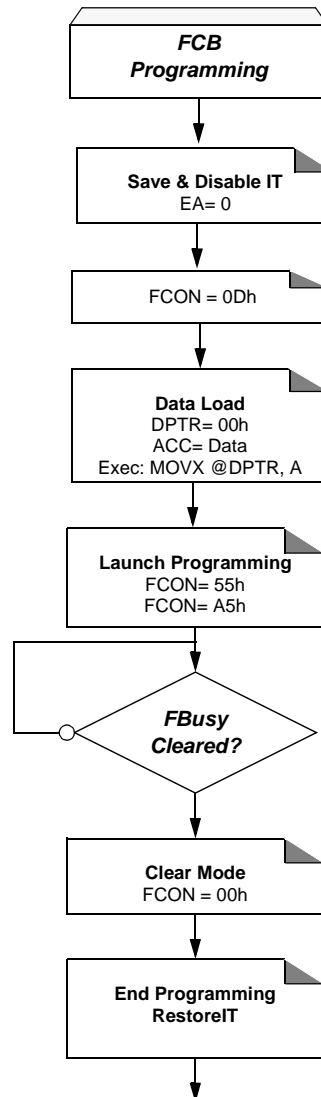 FCB
Programming
Save & Disable IT
EA= 0
FCON = 0Dh
Data Load
DPTR= 00h
ACC= Data
Exec: MOVX @DPTR, A
Launch Programming
FCON= 55h
FCON= A5h
FBusy
Cleared?
Clear Mode
FCON = 00h
End Programming
RestoreIT